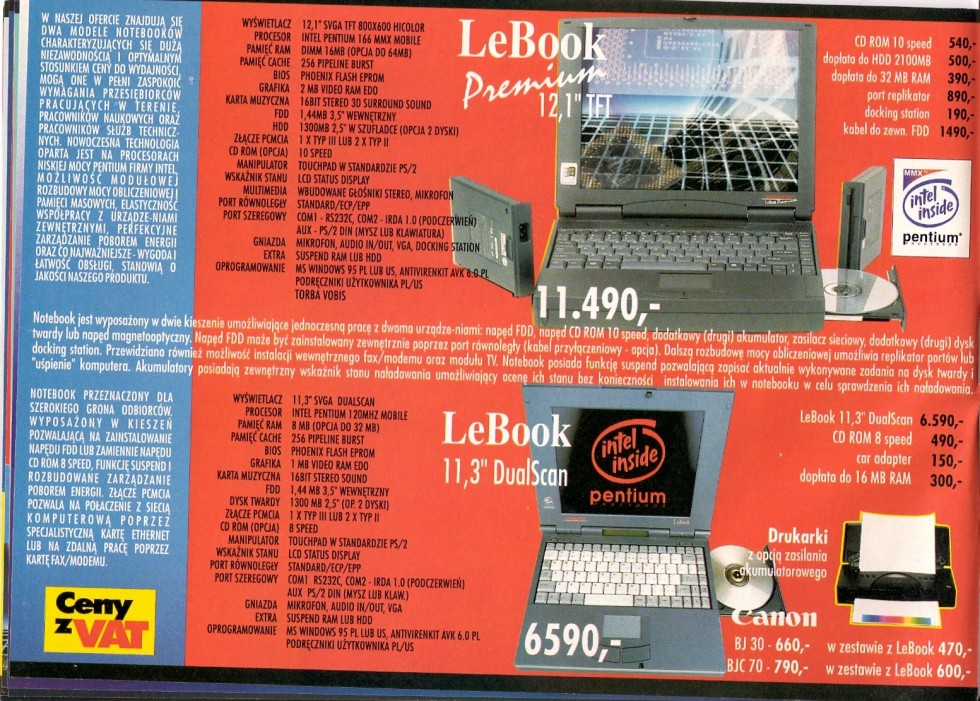 W NASZEJ OFERCIE ZNAJDUJĄ SIĘ
DWA MODELE NOTEBOOKÓW
CHARAKTERYZUJĄCYCH SIĘ DUŻĄ
NIEZAWODNOŚCIĄ I OPTYMALNYM
STOSUNKIEM CENY DO WYDAJNOŚCI,
MOGĄ ONE W PEŁNI ZASPOKOIĆ
WYMAGANIA PRZESIEBORCÓW
PRACUJĄCYCH W TERENIE,
PRACOWNIKÓW NAUKOWYCH ORAZ
PRACOWNIKÓW SŁUŻB TECHNICZ-
NYCH. NOWOCZESNA TECHNOLOGIA
OPARTA JEST NA PROCESORACH
NISKIEJ MOCY PENTIUM FIRMY INTEL,
MOŻLIWOŚĆ MODUŁOWEJ
ROZBUDOWY MOCY OBLICZENIOWEJ
PAMIĘCI MASOWYCH, ELASTYCZNOŚĆ
WSPÓŁPRACY Z URZĄDZE-NIAMI
ZEWNĘTRZNYMI, PERFEKCYJNE
ZARZĄDZANIE POBOREM ENERGII
ORAZ CO NAJWAŻNIEJSZE - WYGODA I
ŁATWOŚĆ OBSŁUGI, STANOWIĄ O
JAKOŚCI NASZEGO PRODUKTU.
WYŚWIETLACZ 12,1" SVGA TFT 800X600 HICOLOR
PROCESOR INTEL PENTIUM 166 MMX MOBILE
PAMIĘĆ RAM DIMM 16MB (OPCJA DO 64MB)
PAMIĘĆ CACHE 256 PIPELINE BURST
BIOS PHOENIX FLASH EPROM
GRAFIKA 2 MB VIDEO RAM EDO
KARTA MUZYCZNA 16BIT STEREO 3D SURROUND SOUND
FDD 1,44MB 3,5" WEWNĘTRZNY
HDD 1300MB 2,5" W SZUFLADCE (OPCJA 2 DYSKI)
ZŁĄCZE PCMCIA 1 X TYP III LUB 2 X TYP II
CD ROM (OPCJA) 10 SPEED
MANIPULATOR TOUCHPAD W STANDARDZIE PS/2
WSKAŹNIK STANU LCD STATUS DISPLAY
MULTIMEDIA WBUDOWANE GŁOŚNIKI STEREO, MIKROFON
PORT RÓWNOLEGŁY STANDARD/ECP/EPP
PORT SZEREGOWY COM1 - RS232C, COM2 - IRDA 1.0 (PODCZERWIEŃ)
AUX - PS/2 DIN (MYSZ LUB KLAWIATURA)
GNIAZDA MIKROFON, AUDIO IN/OUT, VGA, DOCKING STATION
EXTRA SUSPEND RAM LUB HDD
OPROGRAMOWANIE MS WINDOWS 95 PL LUB US, ANTIVIRENKIT AVK 6.0 PL
PODRĘCZNIKI UŻYTKOWNIKA PL/US
TORBA VOBIS
LeBook
Premium
12,1" TFT
11.490,-
CD ROM 10 speed 540,-
dopłata do HDD 2100MB 500,-
dopłata do 32 MB RAM 390,-
port replikator 890,-
docking station 190,-
kabel do zewn. FDD 1490,-
MMX™
intel
inside
pentium
Notebook jest wyposażony w dwie kieszenie umożliwiające jednoczesną pracę z dwoma urządze-niami: napęd FDD, napęd CD ROM 10 speed, dodatkowy (drugi) akumulator, zasilacz sieciowy, dodatkowy (drugi) dysk
twardy lub napęd magnetooptyczny. Napęd FDD może być zainstalowany zewnętrznie poprzez port równoległy (kabel przyłączeniowy - opcja). Dalszą rozbudowę mocy obliczeniowej umożliwia replikator portów lub
docking station. Przewidziano również możliwość instalacji wewnętrznego fax/modemu oraz modułu TV. Notebook posiada funkcję suspend pozwalającą zapisać aktualnie wykonywane zadania na dysk twardy i
"uśpienie" komputera. Akumulatory posiadają zewnętrzny wskaźnik stanu naładowania umożliwiający ocenę ich stanu bez konieczności instalowania ich w notebooku w celu sprawdzenia ich naładowania.
NOTEBOOK PRZEZNACZONY DLA
SZEROKIEGO GRONA ODBIORCÓW.
WYPOSAŻONY W KIESZEŃ
POZWALAJĄCĄ NA ZAINSTALOWANIE
NAPĘDU FDD LUB ZAMIENNIE NAPĘDU
CD ROM 8 SPEED, FUNKCJĘ SUSPEND I
ROZBUDOWANE ZARZĄDZANIE
POBOREM ENERGII. ZŁĄCZE PCMCIA
POZWALA NA POŁACZENIE Z SIECIĄ
KOMPUTEROWĄ POPRZEZ
SPECJALISTYCZNĄ KARTĘ ETHERNET
LUB NA ZDALNĄ PRACĘ POPRZEZ
KARTĘ FAX/MODEMU.
Ceny
z VAT
WYŚWIETLACZ 11,3" SVGA DUALSCAN
PROCESOR INTEL PENTIUM 120MHZ MOBILE
PAMIĘĆ RAM 8 MB (OPCJA DO 32 MB)
PAMIĘĆ CACHE 256 PIPELINE BURST
BIOS PHOENIX FLASH EPROM
GRAFIKA 1 MB VIDEO RAM EDO
KARTA MUZYCZNA 16BIT STEREO SOUND
FDD 1,44 MB 3,5" WEWNĘTRZNY
DYSK TWARDY 1300 MB 2,5" (OP. 2 DYSKI)
ZŁĄCZE PCMCIA 1 X TYP III LUB 2 X TYP II
CD ROM (OPCJA) 8 SPEED
MANIPULATOR TOUCHPAD W STANDARDZIE PS/2
WSKAŹNIK STANU LCD STATUS DISPLAY
PORT RÓWNOLEGŁY STANDARD/ECP/EPP
PORT SZEREGOWY COM1 RS232C, COM2 - IRDA 1.0 (PODCZERWIEŃ)
AUX PS/2 DIN (MYSZ LUB KLAW.)
GNIAZDA MIKROFON, AUDIO IN/OUT, VGA
EXTRA SUSPEND RAM LUB HDD
OPROGRAMOWANIE MS WINDOWS 95 PL LUB US, ANTIVIRENKIT AVK 6.0 PL
PODRĘCZNIKI UŻYTKOWNIKA PL/US
LeBook
11,3" DualScan
intel
inside
pentium
LeBook
6590,-
LeBook 11,3" DualScan 6.590,-
CD ROM 8 speed 490,-
car adapter 150,-
dopłata do 16 MB RAM 300,-
Drukarki
z opcją zasilania
akumulatorowego
Canon
BJ 30 - 660,- w zestawie z LeBook 470,-
BJC 70 - 790,- w zestawie z LeBook 600,-